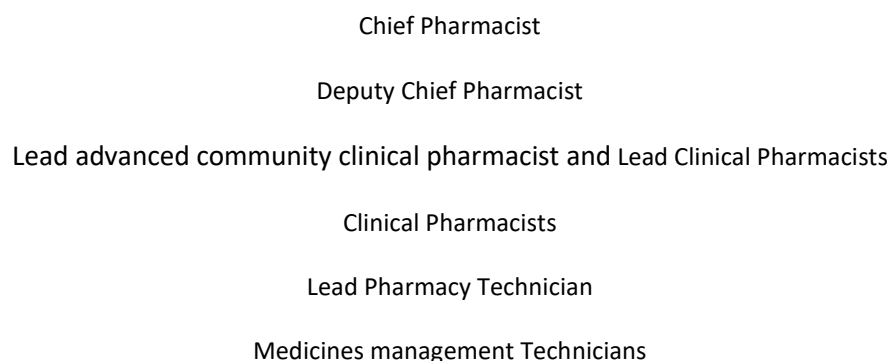 Chief Pharmacist
Deputy Chief Pharmacist
Lead advanced community clinical pharmacist and Lead Clinical Pharmacists
Clinical Pharmacists
Lead Pharmacy Technician
Medicines management Technicians